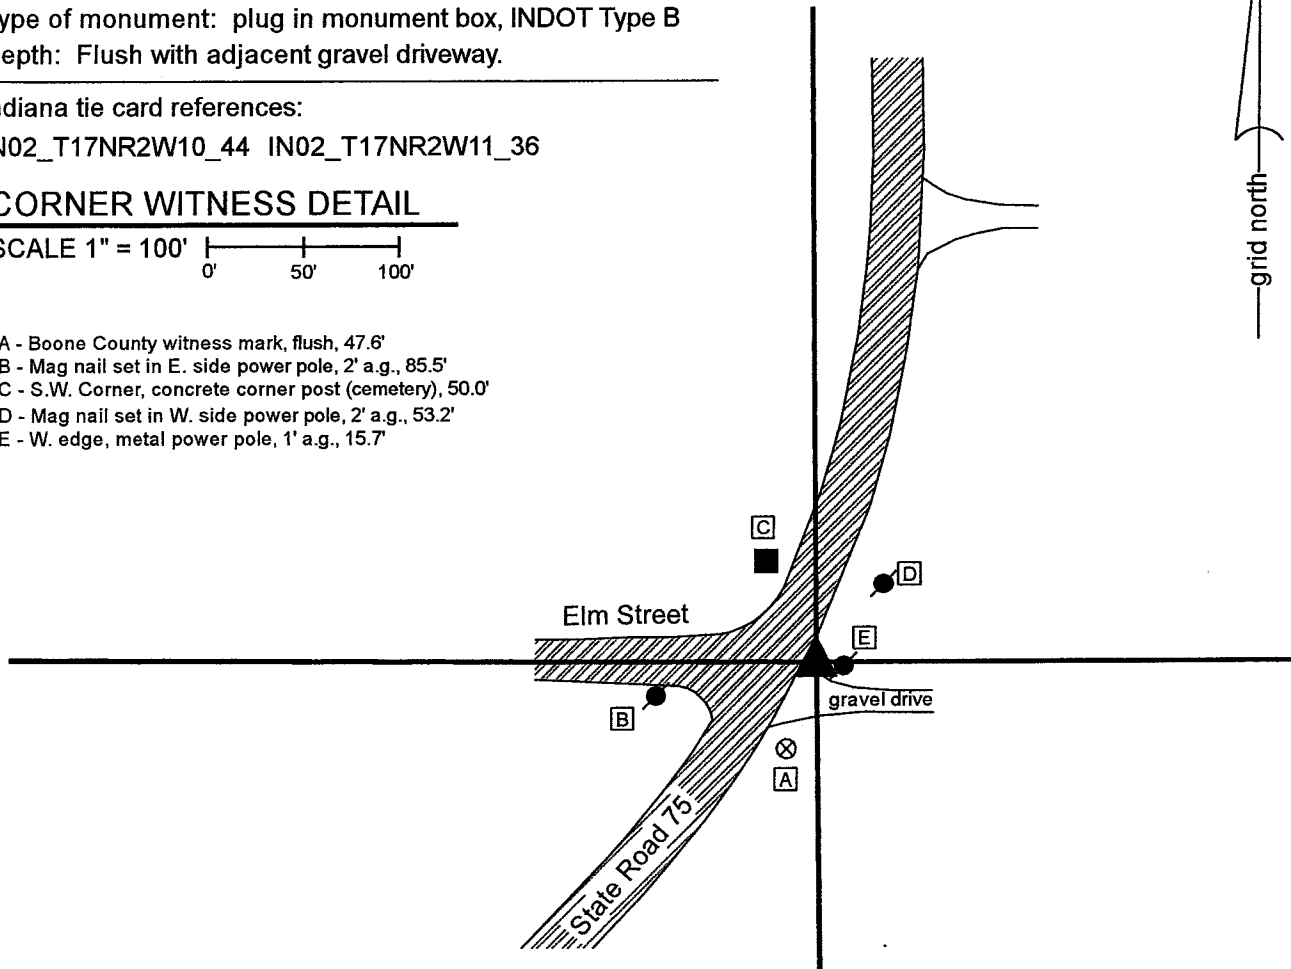 ype of monument: plug in monument box, INDOT Type B
epth: Flush with adjacent gravel driveway.
diana tie card references:
N02_T17NR2W10_44 IN02_T17NR2W11_36
CORNER WITNESS DETAIL
SCALE 1" = 100'
0' 50' 100'
A - Boone County witness mark, flush, 47.6'
B - Mag nail set in E. side power pole, 2' a.g., 85.5'
C - S.W. Corner, concrete corner post (cemetery), 50.0'
D - Mag nail set in W. side power pole, 2' a.g., 53.2'
E - W. edge, metal power pole, 1' a.g., 15.7'
grid north
C
D
Elm Street
E
gravel drive
B
A
State Road 75